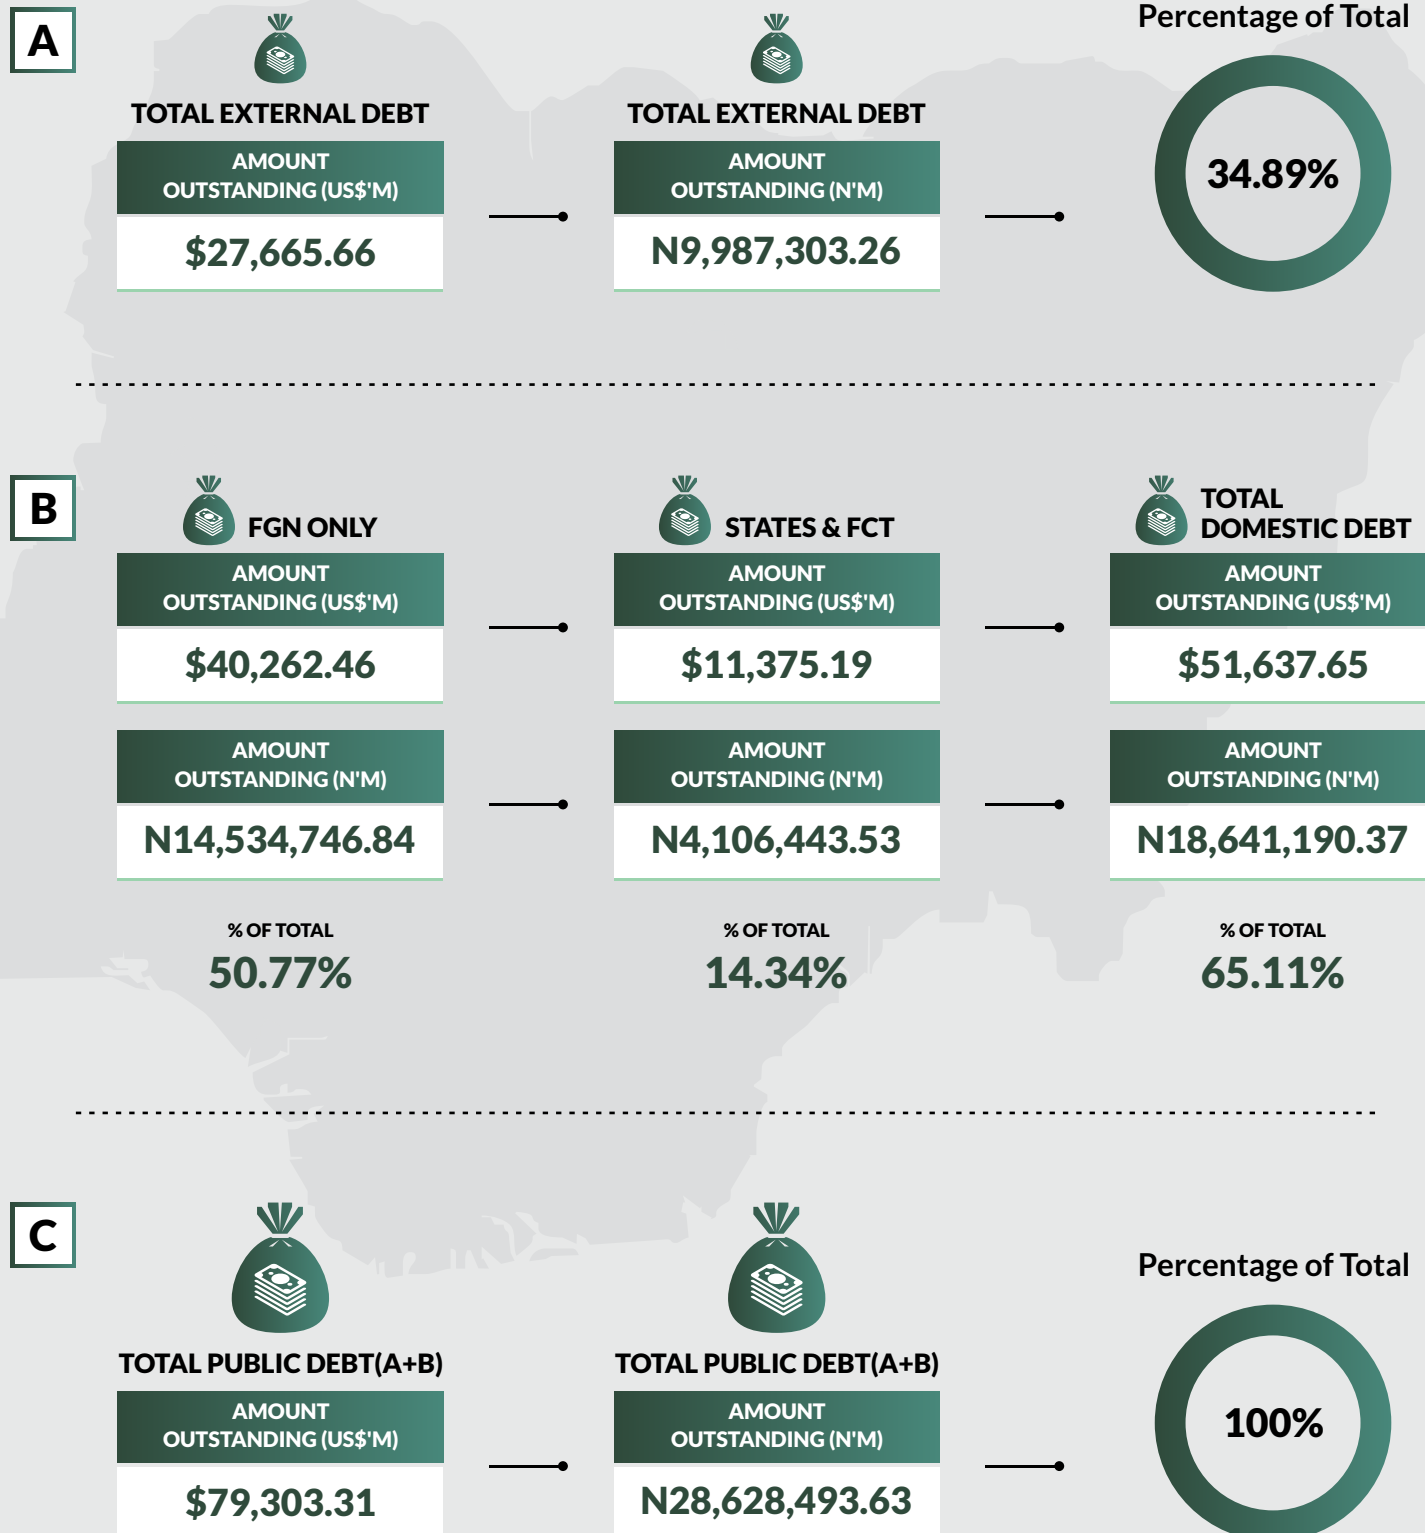 A
TOTAL EXTERNAL DEBT
AMOUNT
OUTSTANDING (US$'M)
$27,665.66
TOTAL EXTERNAL DEBT
AMOUNT
OUTSTANDING (N'M)
N9,987,303.26
Percentage of Total
34.89%
B
FGN ONLY
AMOUNT
OUTSTANDING (US$'M)
$40,262.46
AMOUNT
OUTSTANDING (N'M)
N14,534,746.84
% OF TOTAL
50.77%
STATES & FCT
AMOUNT
OUTSTANDING (US$'M)
$11,375.19
AMOUNT
OUTSTANDING (N'M)
N4,106,443.53
% OF TOTAL
14.34%
TOTAL
DOMESTIC DEBT
AMOUNT
OUTSTANDING (US$'M)
$51,637.65
AMOUNT
OUTSTANDING (N'M)
N18,641,190.37
% OF TOTAL
65.11%
C
TOTAL PUBLIC DEBT(A+B)
AMOUNT
OUTSTANDING (US$'M)
$79,303.31
TOTAL PUBLIC DEBT(A+B)
AMOUNT
OUTSTANDING (N'M)
N28,628,493.63
Percentage of Total
100%